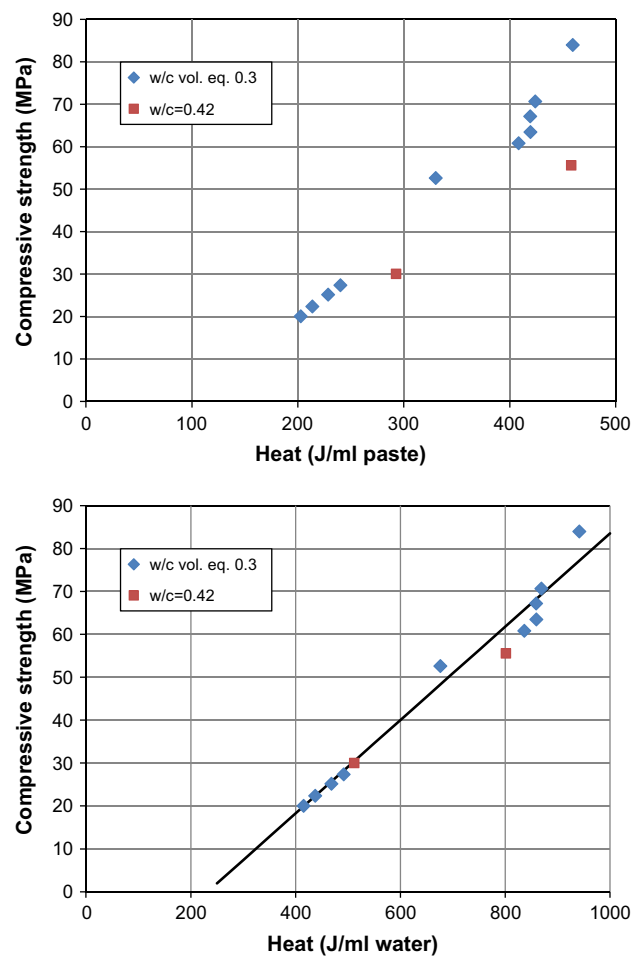 90
80
70
60
50
40
30
20
10
0
Compressive strength (MPa)
w/c vol. eq. 0.3
w/c=0.42
0 100 200 300 400 500
Heat (J/ml paste)
90
80
70
60
50
40
30
20
10
0
Compressive strength (MPa)
w/c vol. eq. 0.3
w/c=0.42
0 200 400 600 800 1000
Heat (J/ml water)